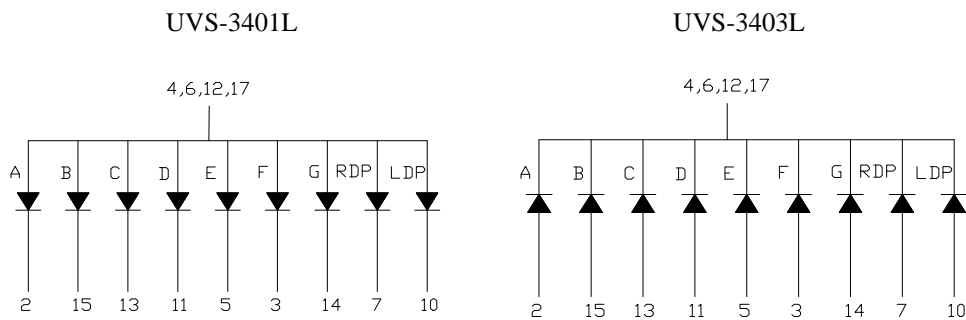 UVS-3401L UVS-3403L
4,6,12,17 4,6,12,17
A B C D E F G RDP LDP A B C D E F G RDP LDP
2 15 13 11 5 3 14 7 10 2 15 13 11 5 3 14 7 10